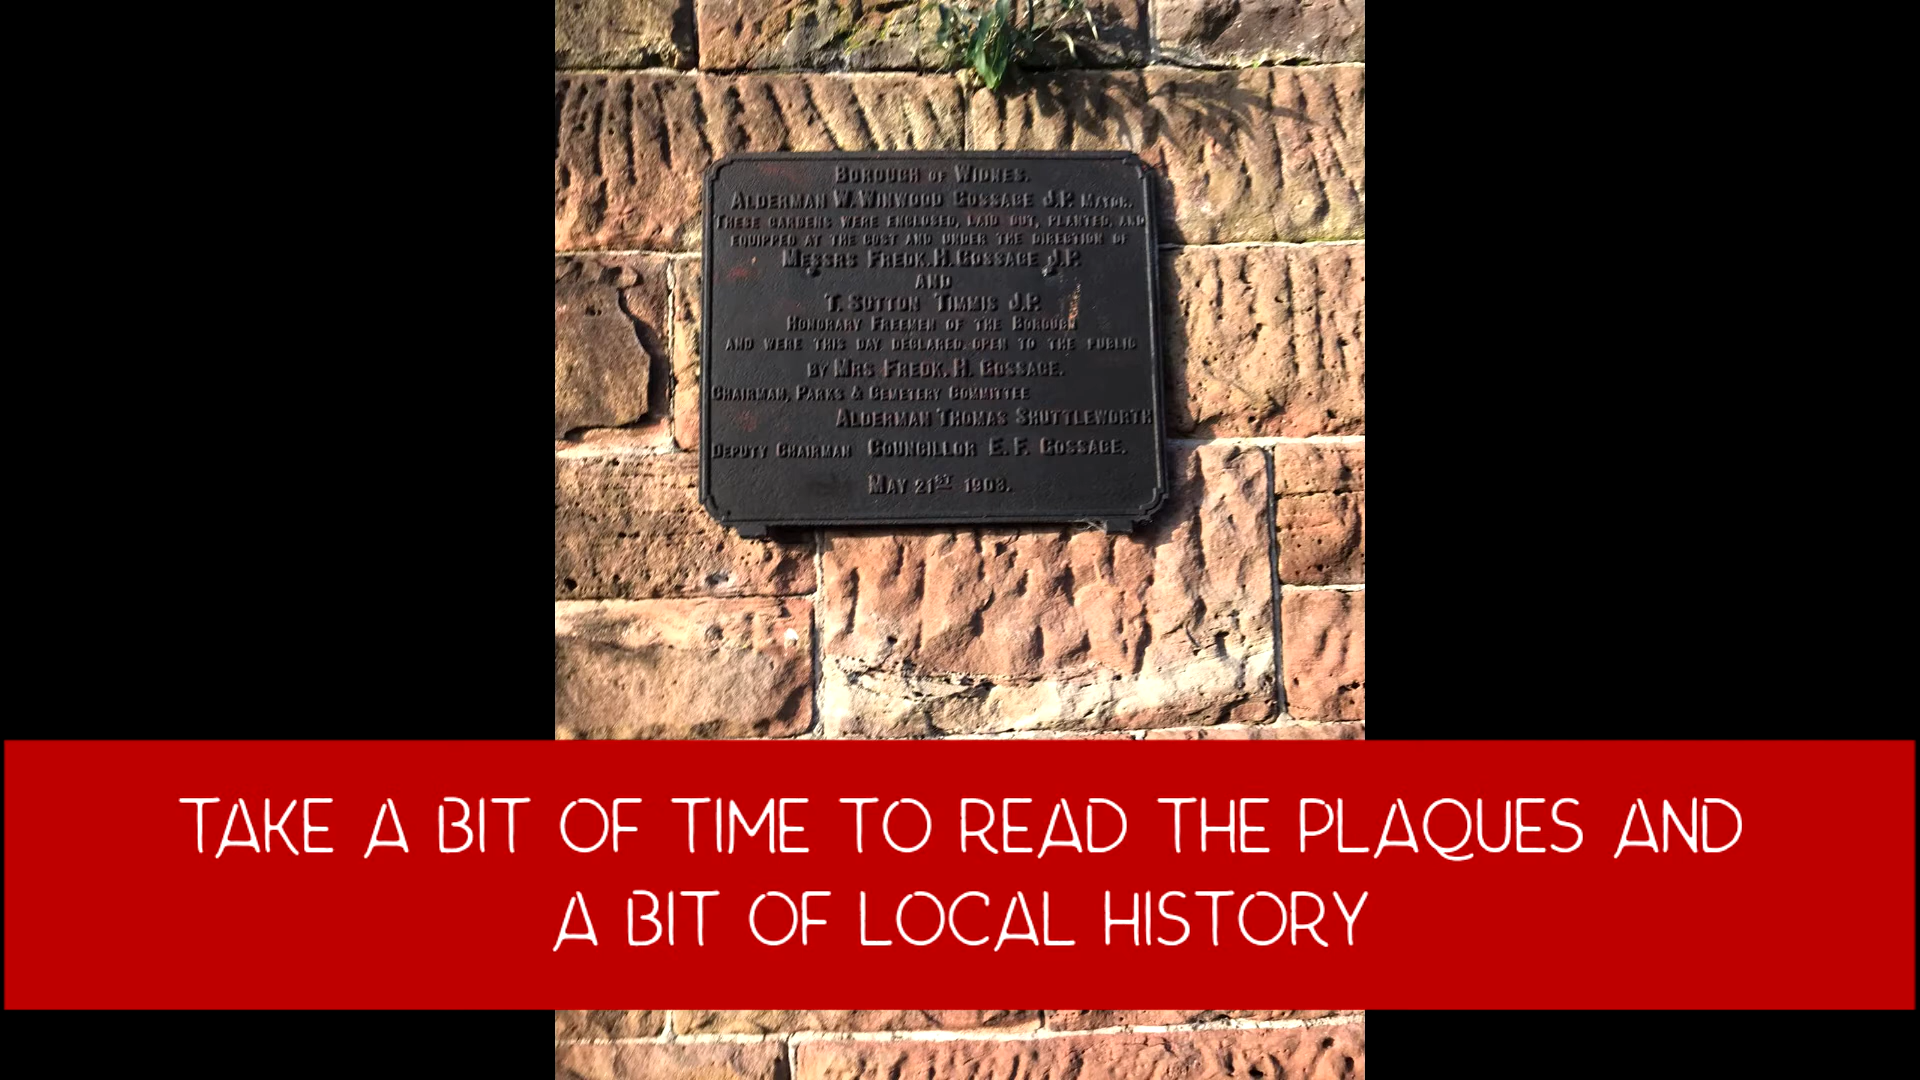 BOROUGH OF WIDNES.
ALDERMAN W. WINWOOD GOSSAGE J.P. MAYOR.
THESE GARDENS WERE ENCLOSED, LAID OUT, PLANTED, AND
EQUIPPED AT THE COST AND UNDER THE DIRECTION OF
MESSRS FREDK. H. GOSSAGE J.P.
AND
T. SUTTON TIMMIS J.P.
HONORARY FREEMEN OF THE BOROUGH
AND WERE THIS DAY DECLARED OPEN TO THE PUBLIC
BY MRS FREDK. H. GOSSAGE.
CHAIRMAN, PARKS & CEMETERY COMMITTEE
ALDERMAN THOMAS SHUTTLEWORTH
DEPUTY CHAIRMAN COUNCILLOR E. F. GOSSAGE.
MAY 21ST 1903.
TAKE A BIT OF TIME TO READ THE PLAQUES AND
A BIT OF LOCAL HISTORY